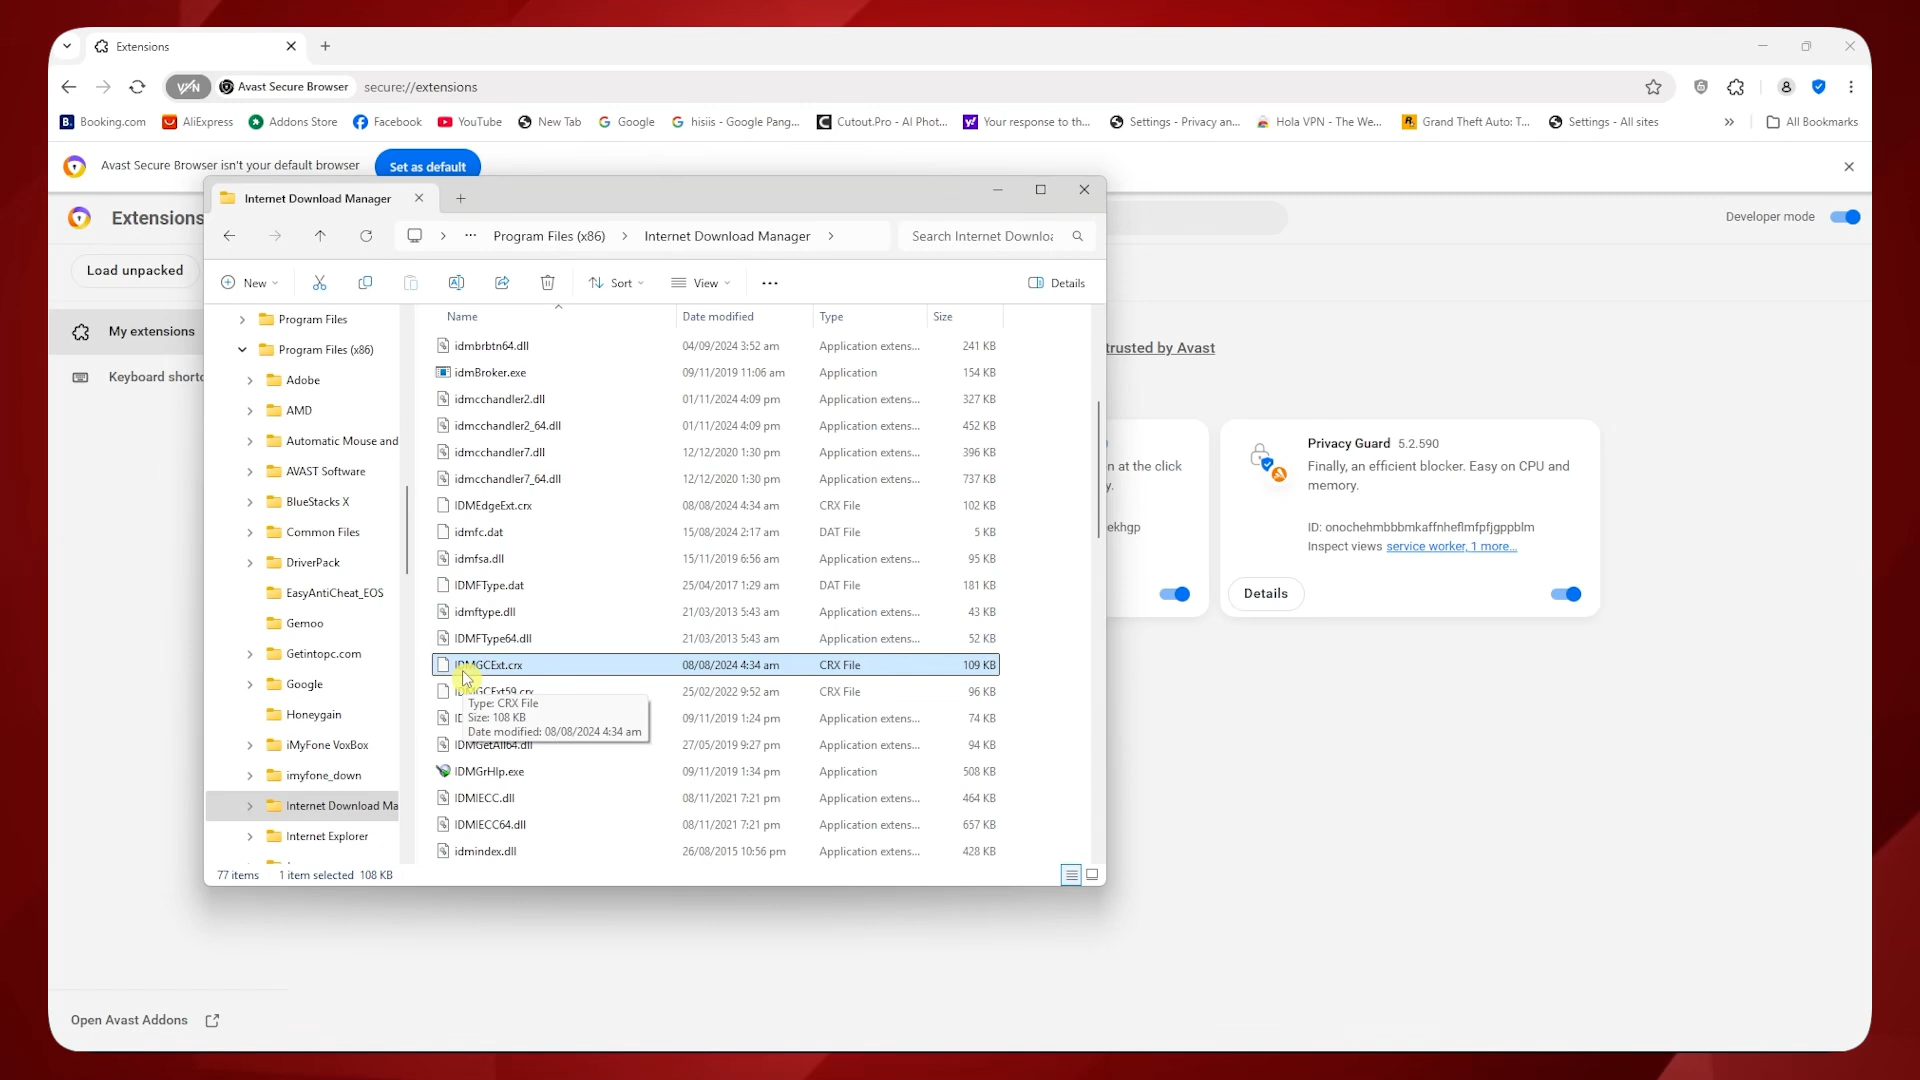 Extensions
VPN
Avast Secure Browser
secure://extensions
Booking.com
AliExpress
Addons Store
Facebook
YouTube
New Tab
Google
hisiis - Google Pang...
Cutout.Pro - AI Phot...
Your response to th...
Settings - Privacy an...
Hola VPN - The We...
Grand Theft Auto: T...
Settings - All sites
All Bookmarks
Avast Secure Browser isn't your default browser
Set as default
Extensions
Developer mode
Load unpacked
My extensions
Keyboard shortc
Internet Download Manager
Program Files (x86)
Internet Download Manager
Search Internet Downloa
New
Sort
View
Details
Program Files
Program Files (x86)
Adobe
AMD
Automatic Mouse and
AVAST Software
BlueStacks X
Common Files
DriverPack
EasyAntiCheat_EOS
Gemoo
Getintopc.com
Google
Honeygain
iMyFone VoxBox
imyfone_down
Internet Download Ma
Internet Explorer
Name Date modified Type Size
idmbrbtn64.dll 04/09/2024 3:52 am Application extens... 241 KB
idmBroker.exe 09/11/2019 11:06 am Application 154 KB
idmcchandler2.dll 01/11/2024 4:09 pm Application extens... 327 KB
idmcchandler2_64.dll 01/11/2024 4:09 pm Application extens... 452 KB
idmcchandler7.dll 12/12/2020 1:30 pm Application extens... 396 KB
idmcchandler7_64.dll 12/12/2020 1:30 pm Application extens... 737 KB
IDMEdgeExt.crx 08/08/2024 4:34 am CRX File 102 KB
idmfc.dat 15/08/2024 2:17 am DAT File 5 KB
idmfsa.dll 15/11/2019 6:56 am Application extens... 95 KB
IDMFType.dat 25/04/2017 1:29 am DAT File 181 KB
idmftype.dll 21/03/2013 5:43 am Application extens... 43 KB
IDMFType64.dll 21/03/2013 5:43 am Application extens... 52 KB
IDMGCExt.crx 08/08/2024 4:34 am CRX File 109 KB
IDMGCExt59.crx 25/02/2022 9:52 am CRX File 96 KB
09/11/2019 1:24 pm Application extens... 74 KB
IDMGetAll64.dll 27/05/2019 9:27 pm Application extens... 94 KB
IDMGrHlp.exe 09/11/2019 1:34 pm Application 508 KB
IDMIECC.dll 08/11/2021 7:21 pm Application extens... 464 KB
IDMIECC64.dll 08/11/2021 7:21 pm Application extens... 657 KB
idmindex.dll 26/08/2015 10:56 pm Application extens... 428 KB
Type: CRX File
Size: 108 KB
Date modified: 08/08/2024 4:34 am
77 items
1 item selected 108 KB
trusted by Avast
n at the click
y.
ekhgp
Privacy Guard 5.2.590
Finally, an efficient blocker. Easy on CPU and
memory.
ID: onochehmbbbmkaffnheflmfpfjgppblm
Inspect views service worker, 1 more...
Details
Open Avast Addons